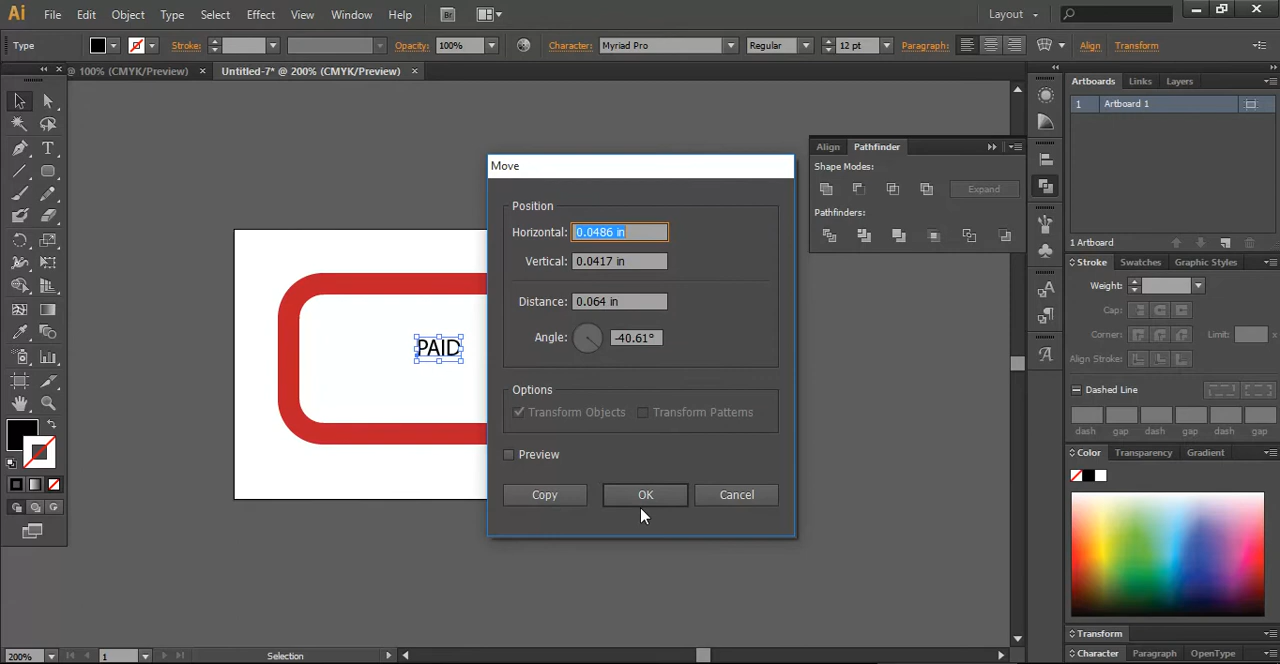 Ai File Edit Object Type Select Effect View Window Help Br Layout
Type Stroke: Opacity: 100% Character: Myriad Pro Regular 12 pt Paragraph: Align Transform
@ 100% (CMYK/Preview) × Untitled-7* @ 200% (CMYK/Preview) ×
Artboards Links Layers
1 Artboard 1
Align Pathfinder
Shape Modes:
Expand
Pathfinders:
1 Artboard
Stroke Swatches Graphic Styles
Weight:
Cap:
Corner: Limit:
Align Stroke:
Dashed Line
dash gap dash gap dash gap
Color Transparency Gradient
Transform
Character Paragraph OpenType
Move
Position
Horizontal: 0.0486 in
Vertical: 0.0417 in
Distance: 0.064 in
Angle: -40.61°
Options
Transform Objects Transform Patterns
Preview
Copy OK Cancel
PAID
200% 1 Selection